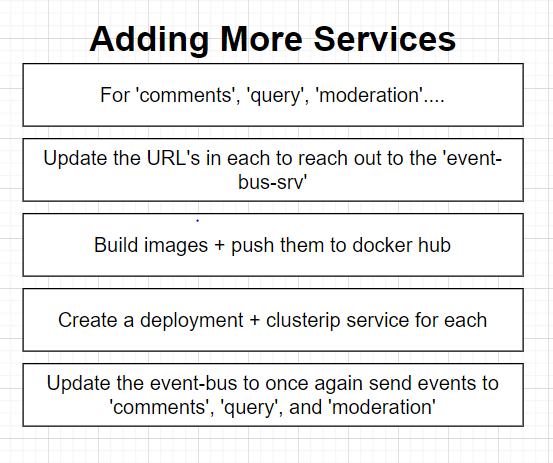 Adding More Services
For 'comments', 'query', 'moderation'....
Update the URL's in each to reach out to the 'event-
bus-srv'
Build images + push them to docker hub
Create a deployment + clusterip service for each
Update the event-bus to once again send events to
'comments', 'query', and 'moderation'